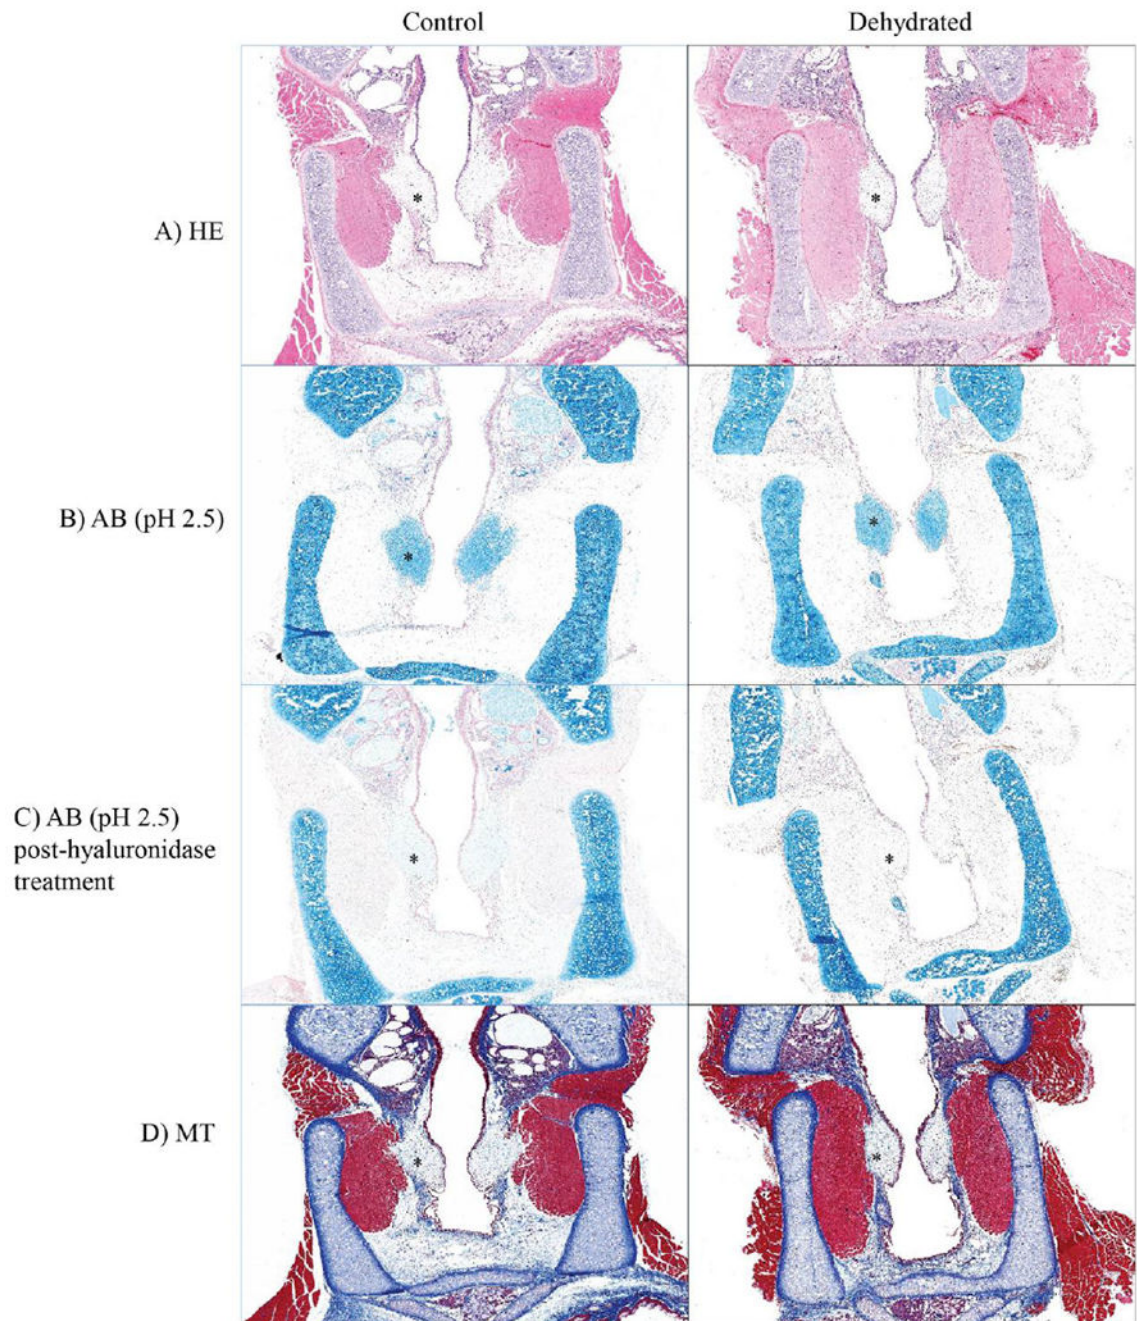 Control
Dehydrated
A) HE
*
*
B) AB (pH 2.5)
*
*
C) AB (pH 2.5)
post-hyaluronidase
treatment
*
*
D) MT
*
*